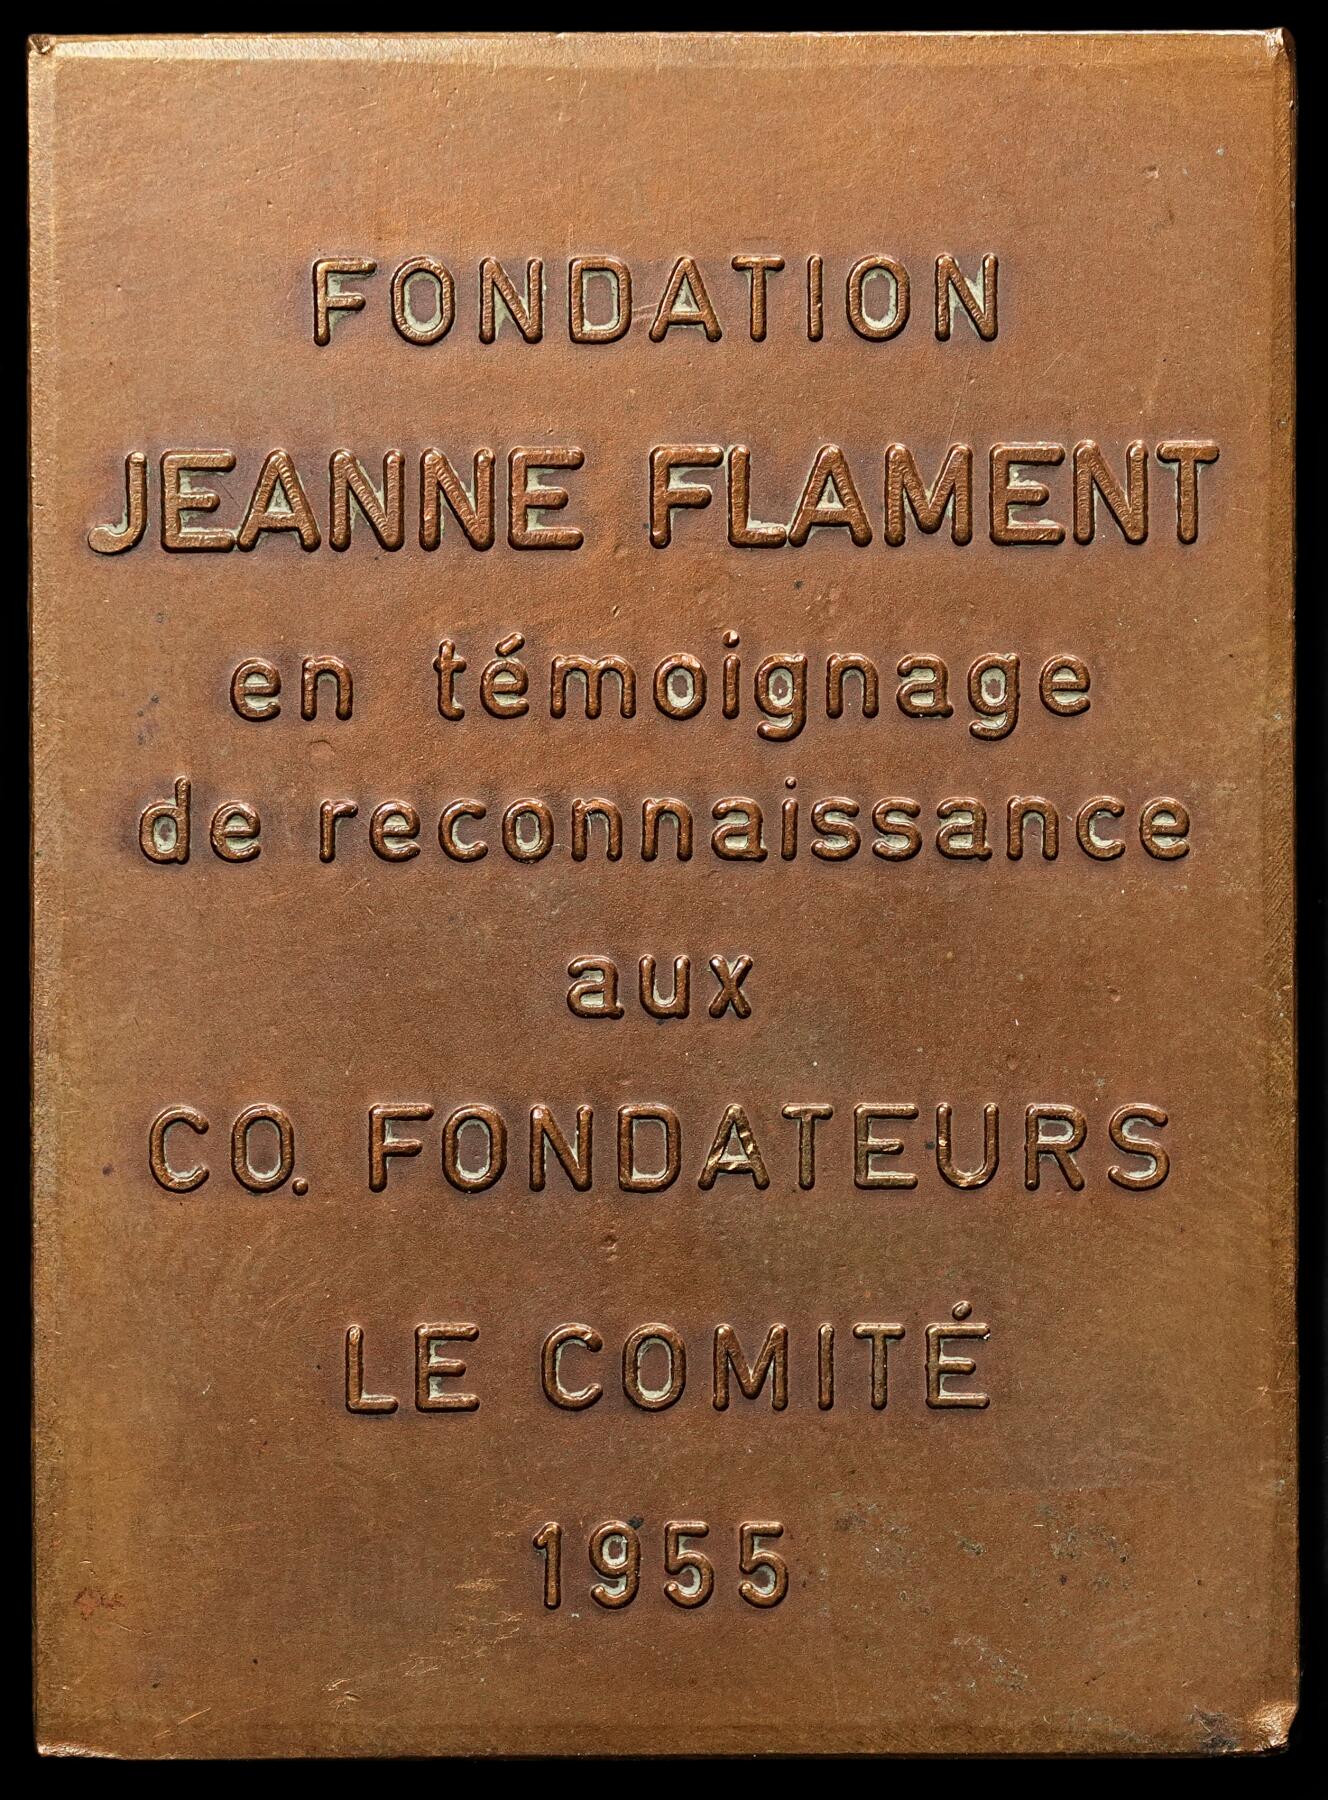 FONDATION
JEANNE FLAMENT
en témoignage
de reconnaissance
aux
CO. FONDATEURS
LE COMITÉ
1955